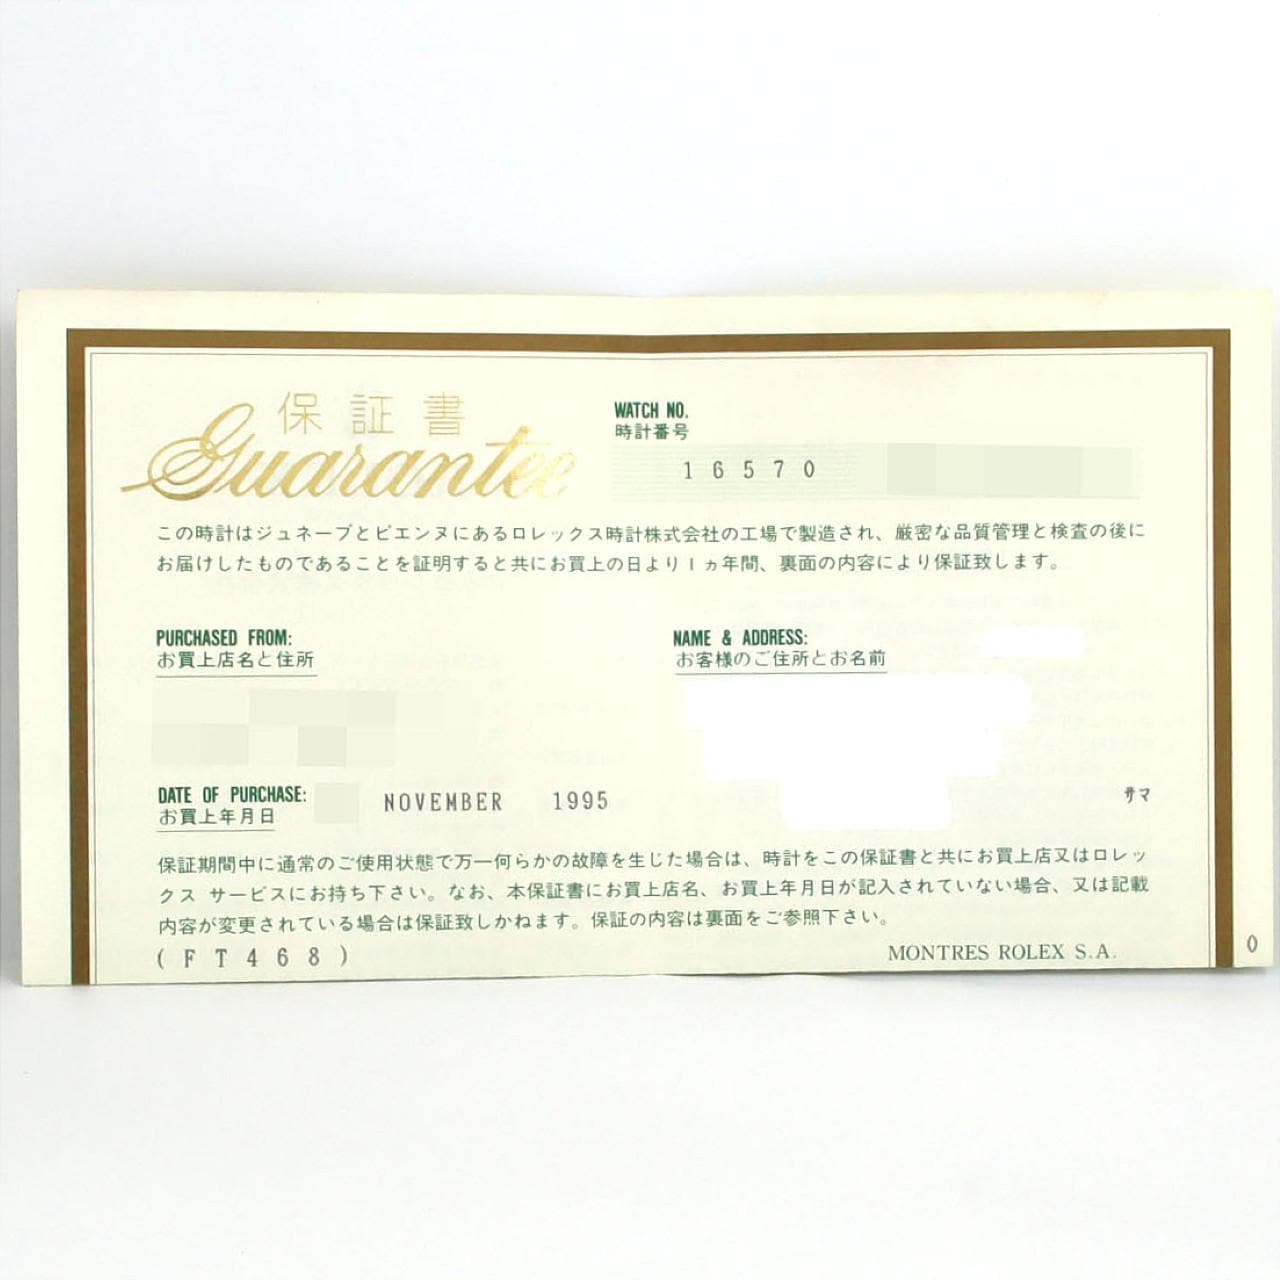 保証書
Guarantee
WATCH NO.
時計番号
16570
この時計はジュネーブとビエンヌにあるロレックス時計株式会社の工場で製造され、厳密な品質管理と検査の後に
お届けしたものであることを証明すると共にお買上の日より1ヵ年間、裏面の内容により保証致します。
PURCHASED FROM:
お買上店名と住所
NAME & ADDRESS:
お客様のご住所とお名前
DATE OF PURCHASE:
お買上年月日
NOVEMBER 1995
サマ
保証期間中に通常のご使用状態で万一何らかの故障を生じた場合は、時計をこの保証書と共にお買上店又はロレッ
クス サービスにお持ち下さい。なお、本保証書にお買上店名、お買上年月日が記入されていない場合、又は記載
内容が変更されている場合は保証致しかねます。保証の内容は裏面をご参照下さい。
(FT468)
MONTRES ROLEX S.A.
0